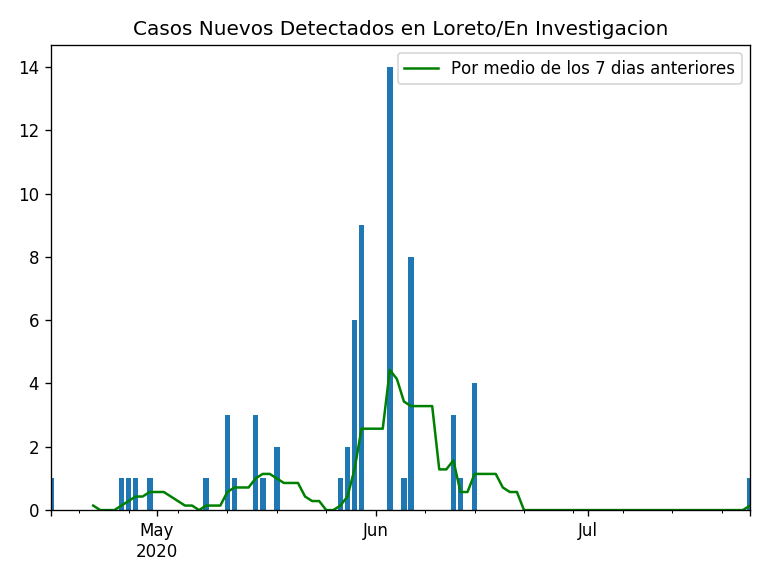 Casos Nuevos Detectados en Loreto/En Investigacion
Por medio de los 7 dias anteriores
14
12
10
8
6
4
2
0
May
2020
Jun
Jul